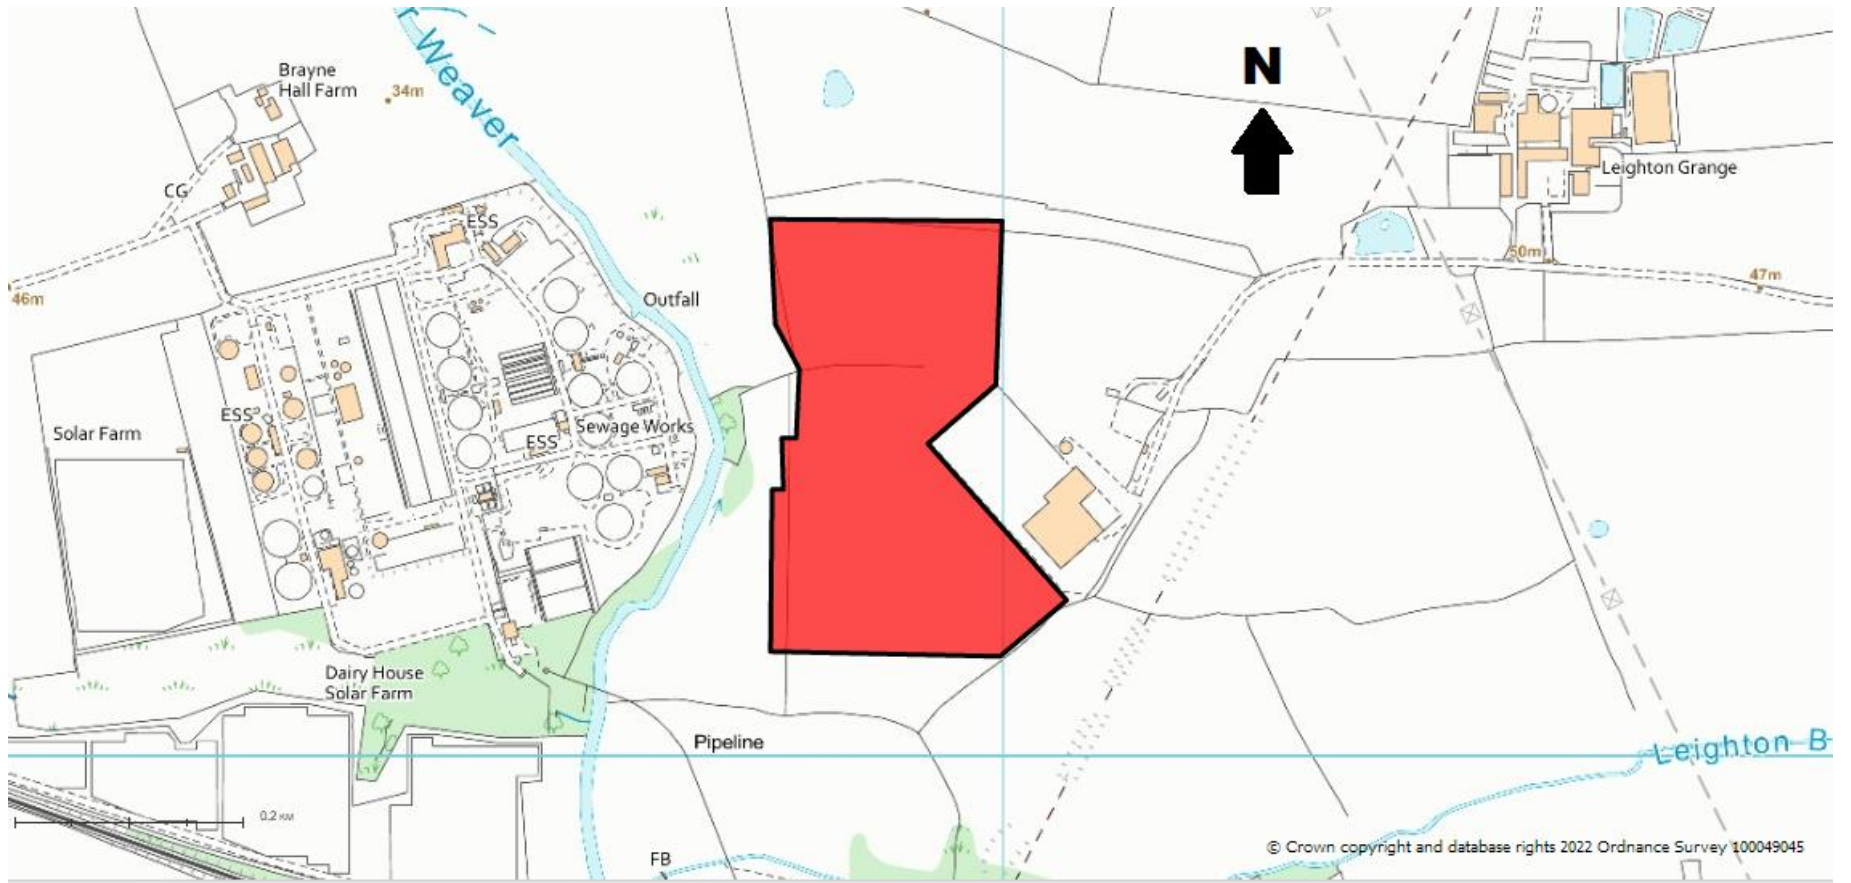 r Weaver
Brayne
Hall Farm
34m
N
Leighton Grange
CG
ESS
50m
47m
46m
Outfall
ESS
Solar Farm
ESS
Sewage Works
Dairy House
Solar Farm
Pipeline
Leighton B
0.2 KM
FB
© Crown copyright and database rights 2022 Ordnance Survey 100049045